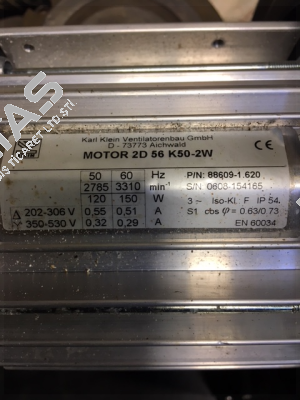 Karl Klein Ventilatorenbau GmbH
D - 73773 Aichwald
MOTOR 2D 56 K50-2W
CE
50 60 Hz P/N: 88609-1.620
2785 3310 min⁻¹ S/N 0608-154165
120 150 W 3~ Iso-Kl.: F IP 54
△ 202-306 V 0,55 0,51 A S1 cos φ = 0.63/0.73
350-530 V 0,32 0,29 A EN 60034